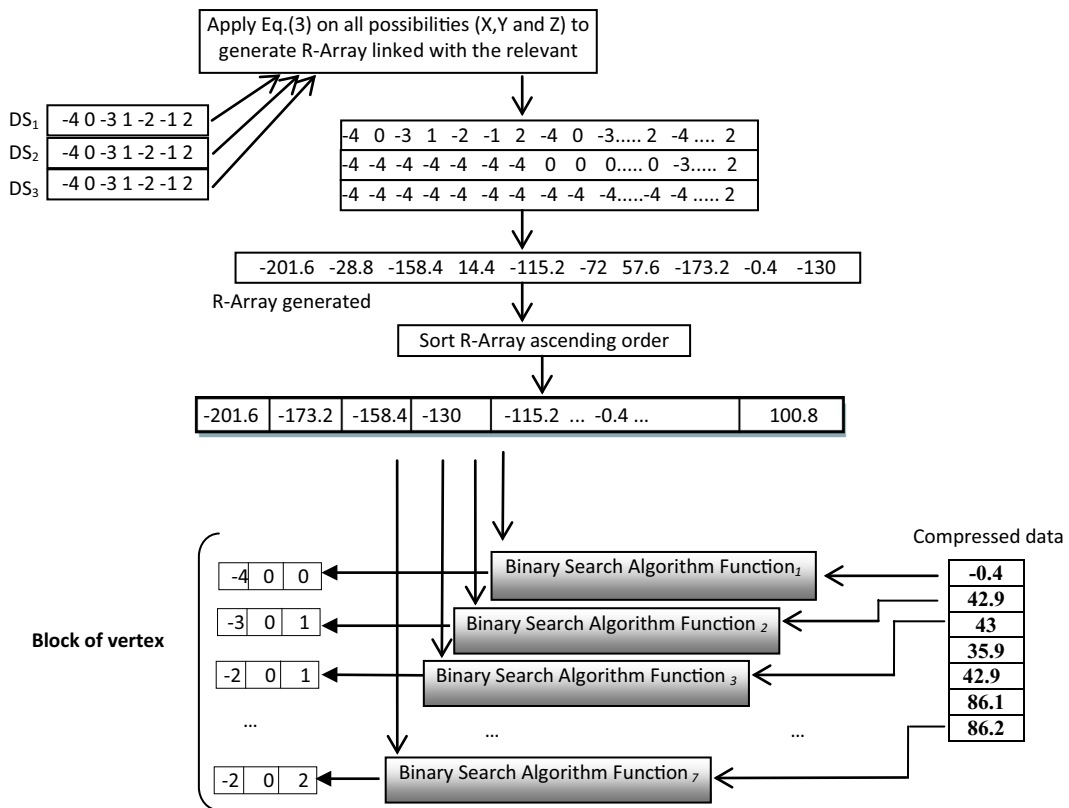 Apply Eq.(3) on all possibilities (X,Y and Z) to
generate R-Array linked with the relevant
DS1 -4 0 -3 1 -2 -1 2
DS2 -4 0 -3 1 -2 -1 2
DS3 -4 0 -3 1 -2 -1 2
-4 0 -3 1 -2 -1 2 -4 0 -3..... 2 -4 .... 2
-4 -4 -4 -4 -4 -4 -4 0 0 0..... 0 -3..... 2
-4 -4 -4 -4 -4 -4 -4 -4 -4 -4.....-4 -4 ..... 2
-201.6 -28.8 -158.4 14.4 -115.2 -72 57.6 -173.2 -0.4 -130
R-Array generated
Sort R-Array ascending order
-201.6 -173.2 -158.4 -130 -115.2 ... -0.4 ... 100.8
Compressed data
-4 0 0 Binary Search Algorithm Function1 -0.4
42.9
-3 0 1 Binary Search Algorithm Function 2 43
Block of vertex
35.9
-2 0 1 Binary Search Algorithm Function 3 42.9
86.1
... ... ... 86.2
-2 0 2 Binary Search Algorithm Function 7